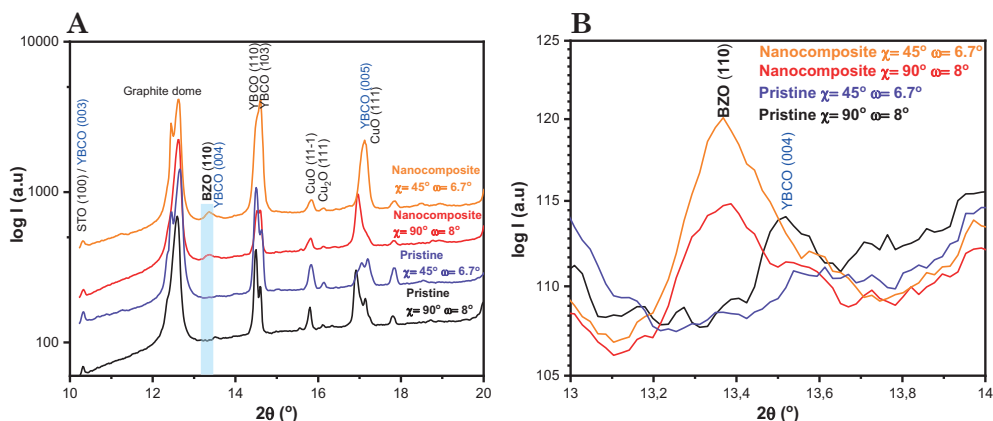 A
10000
1000
100
log I (a.u)
STO (100) / YBCO (003)
Graphite dome
BZO (110)
YBCO (004)
YBCO (110)
YBCO (103)
CuO (11-1)
Cu2O (111)
YBCO (005)
CuO (111)
Nanocomposite
χ= 45° ω= 6.7°
Nanocomposite
χ= 90° ω= 8°
Pristine
χ= 45° ω= 6.7°
Pristine
χ= 90° ω= 8°
10 12 14 16 18 20
2θ (°)
B
125
120
115
110
105
log I (a.u)
BZO (110)
YBCO (004)
Nanocomposite χ= 45° ω= 6.7°
Nanocomposite χ= 90° ω= 8°
Pristine χ= 45° ω= 6.7°
Pristine χ= 90° ω= 8°
13 13,2 13,4 13,6 13,8 14
2θ (°)